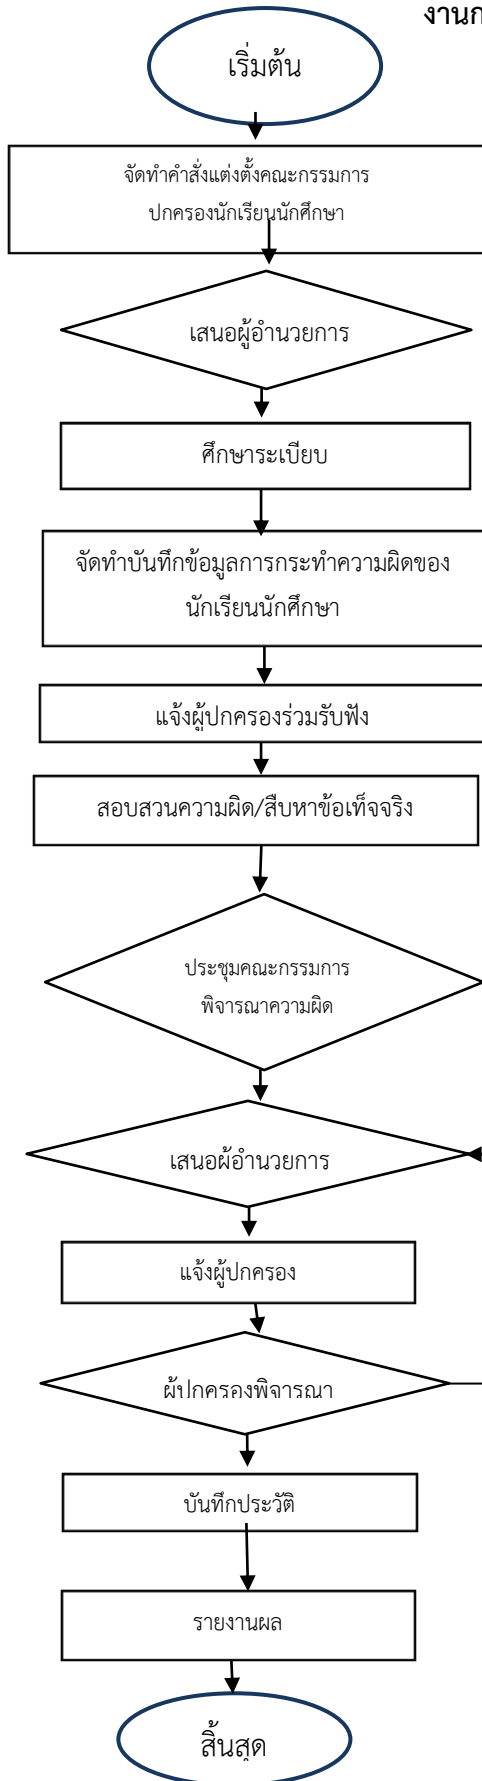 งานก
เริ่มต้น
จัดทำคำสั่งแต่งตั้งคณะกรรมการ
ปกครองนักเรียนนักศึกษา
เสนอผู้อำนวยการ
ศึกษาระเบียบ
จัดทำบันทึกข้อมูลการกระทำความผิดของ
นักเรียนนักศึกษา
แจ้งผู้ปกครองร่วมรับฟัง
สอบสวนความผิด/สืบหาข้อเท็จจริง
ประชุมคณะกรรมการ
พิจารณาความผิด
เสนอผู้อำนวยการ
แจ้งผู้ปกครอง
ผู้ปกครองพิจารณา
บันทึกประวัติ
รายงานผล
สิ้นสุด